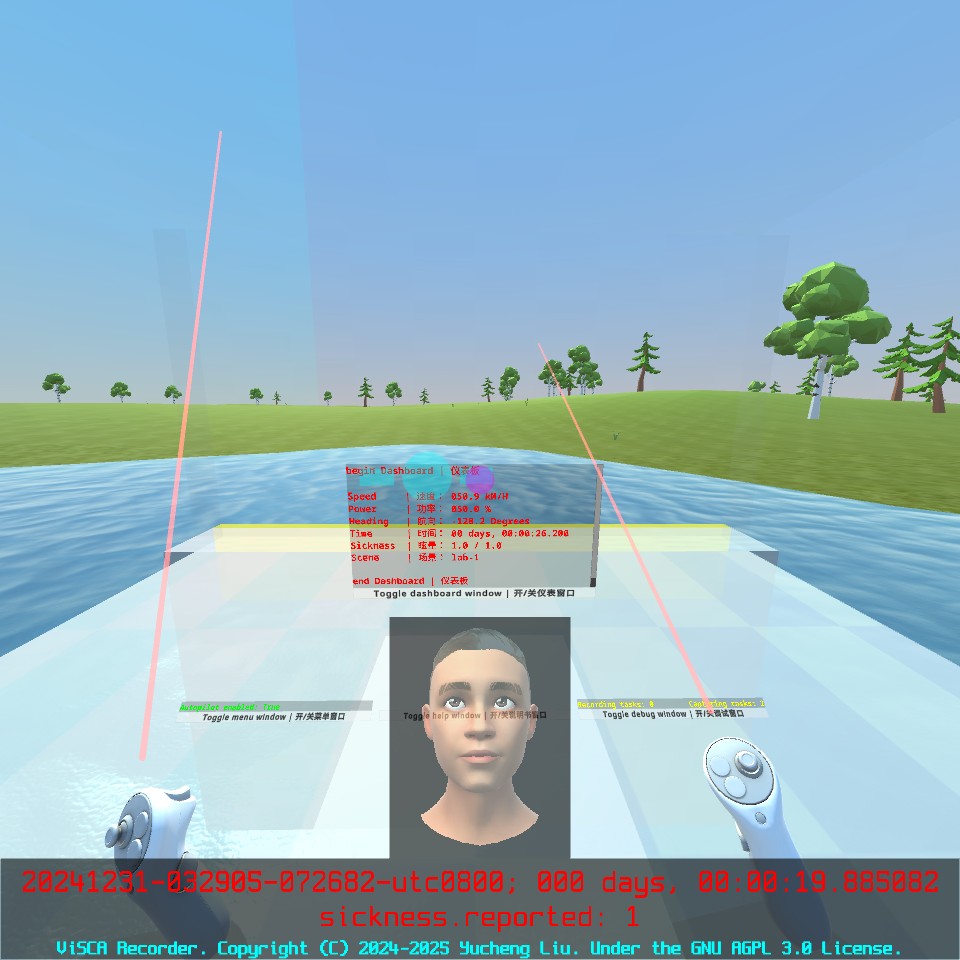 begin Dashboard | 仪表板
Speed | 速度： 050.9 kM/H
Power | 功率： 050.0 %
Heading | 航向： -128.2 Degrees
Time | 时间： 00 days, 00:00:26.200
Sickness | 眩晕： 1.0 / 1.0
Scene | 场景： lab-1
end Dashboard | 仪表板
Toggle dashboard window | 开/关仪表窗口
Autopilot enabled: True
Toggle menu window | 开/关菜单窗口
Toggle help window | 开/关说明书窗口
Recording tasks: 0 Capturing tasks: 2
Toggle debug window | 开/关调试窗口
20241231-032905-072682-utc0800; 000 days, 00:00:19.885082
sickness.reported: 1
ViSCA Recorder. Copyright (C) 2024-2025 Yucheng Liu. Under the GNU AGPL 3.0 License.